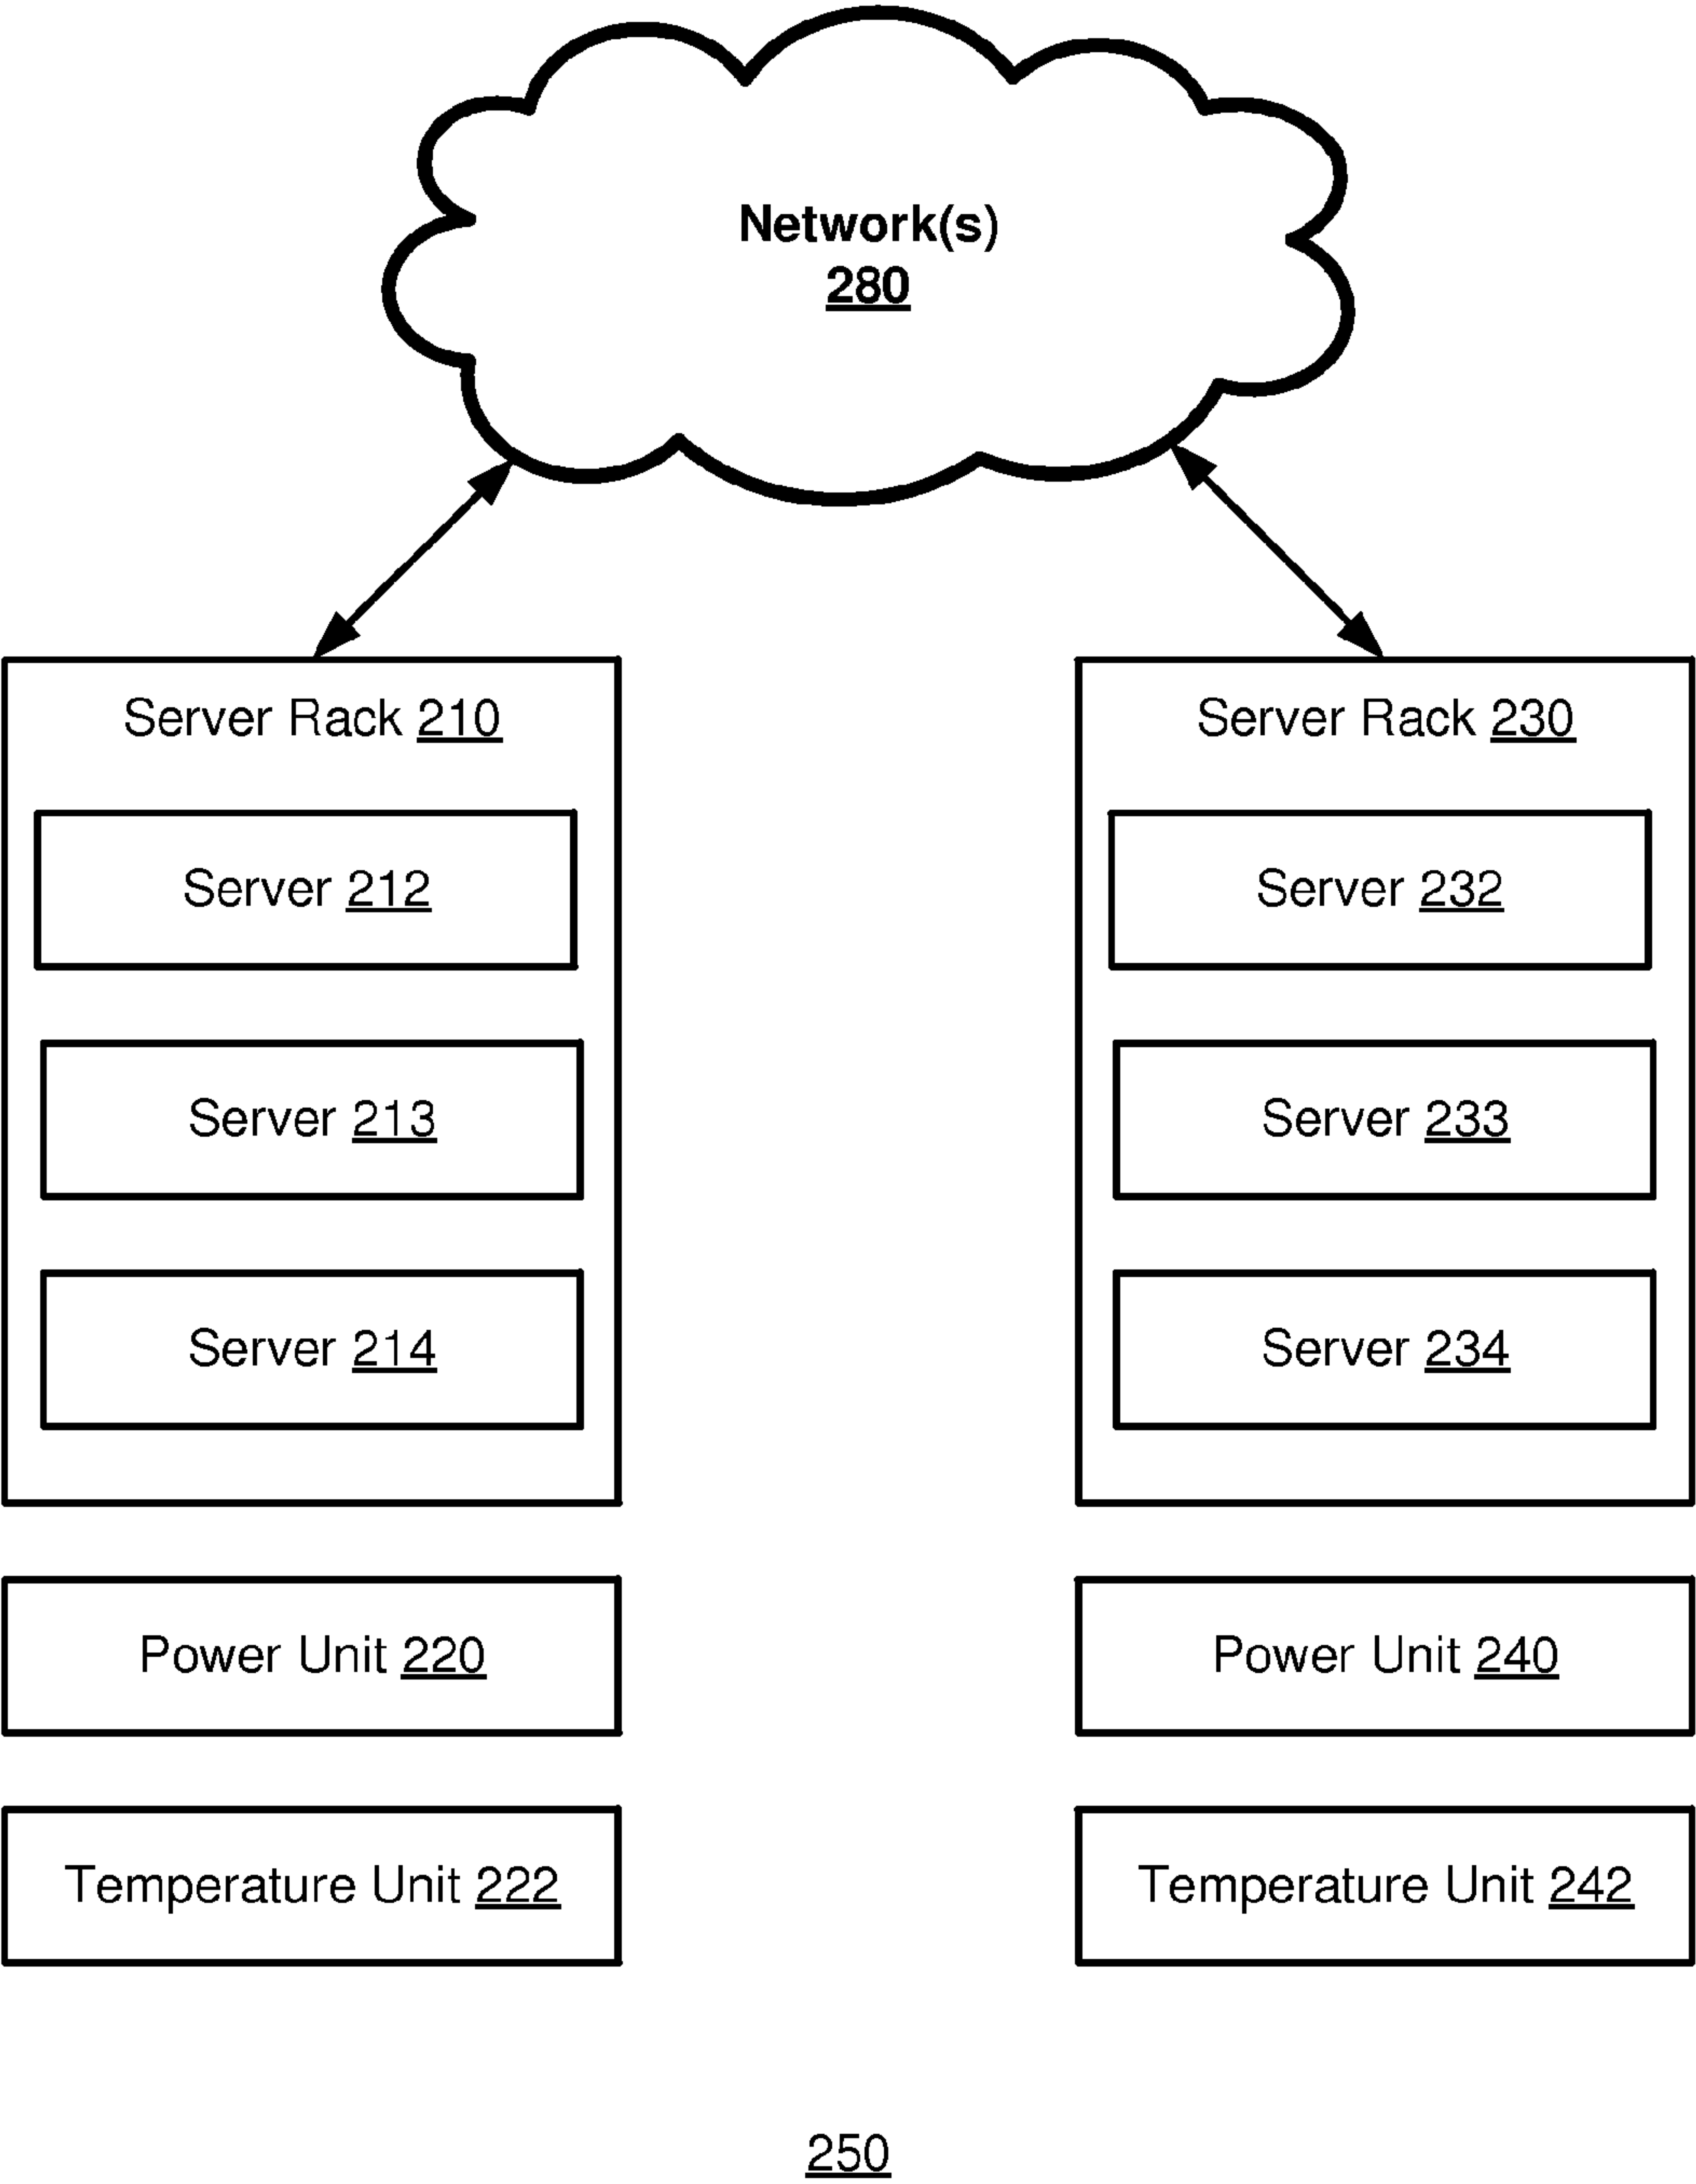 Network(s)
280
Server Rack 210
Server 212
Server 213
Server 214
Power Unit 220
Temperature Unit 222
Server Rack 230
Server 232
Server 233
Server 234
Power Unit 240
Temperature Unit 242
250